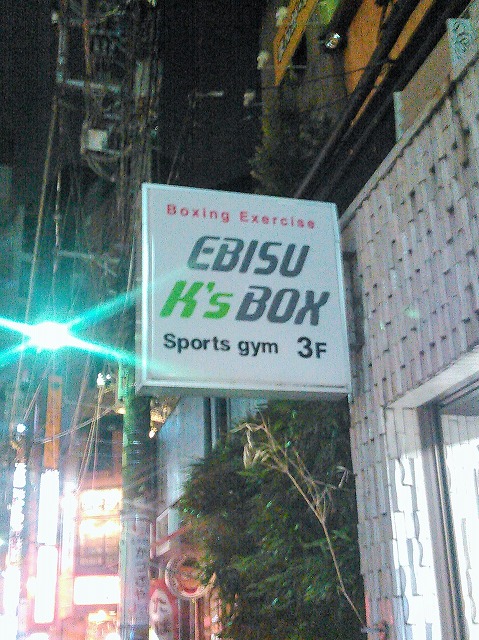 Boxing Exercise
EBISU
K's BOX
Sports gym 3F